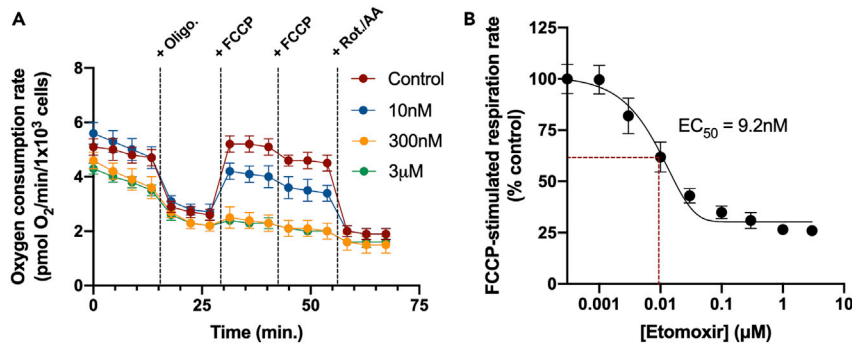 A
+ Oligo.
+ FCCP
+ FCCP
+ Rot./AA
Oxygen consumption rate
(pmol O2/min/1x10³ cells)
8
6
4
2
0
0
25
50
75
Time (min.)
Control
10nM
300nM
3µM
B
FCCP-stimulated respiration rate
(% control)
125
100
75
50
25
0
EC50 = 9.2nM
0.001
0.01
0.1
1
10
[Etomoxir] (µM)